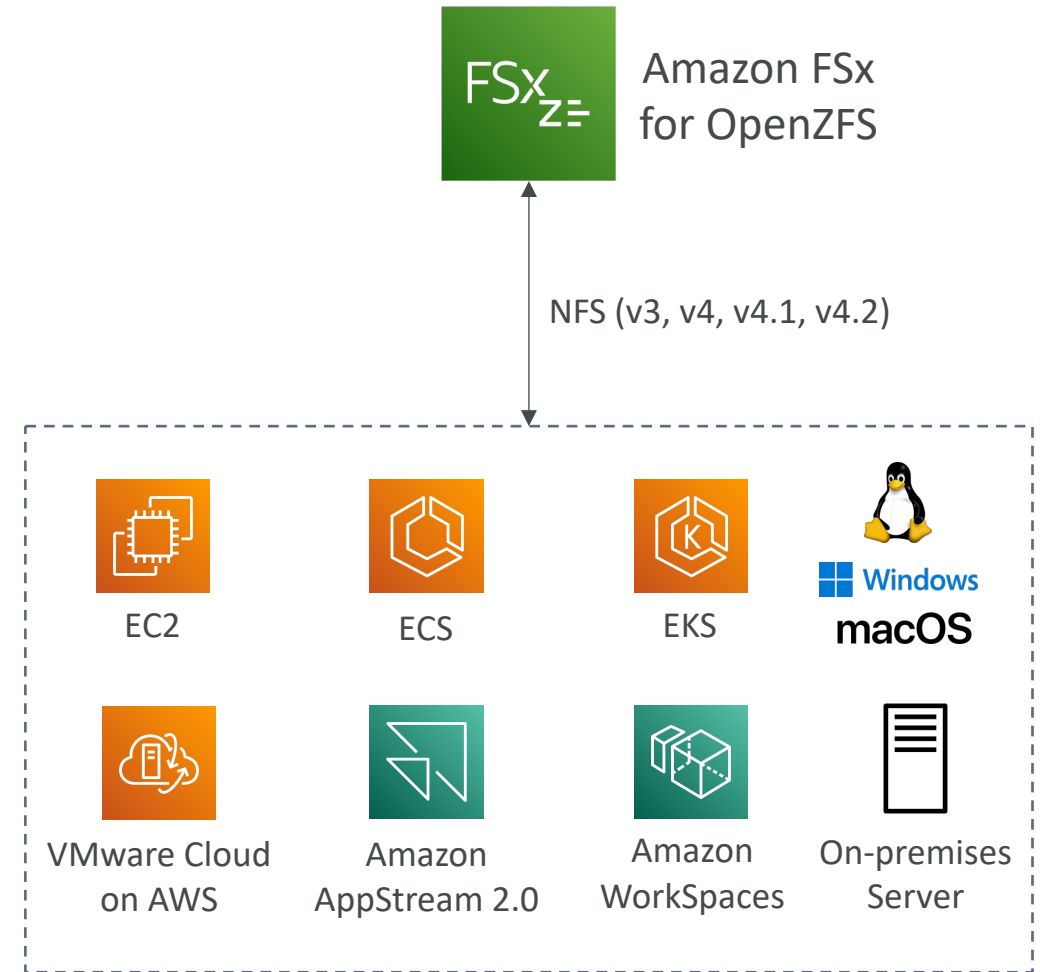 FSx
Z
Amazon FSx
for OpenZFS
NFS (v3, v4, v4.1, v4.2)
EC2
ECS
K
EKS
Windows
macOS
VMware Cloud
on AWS
Amazon
AppStream 2.0
Amazon
WorkSpaces
On-premises
Server